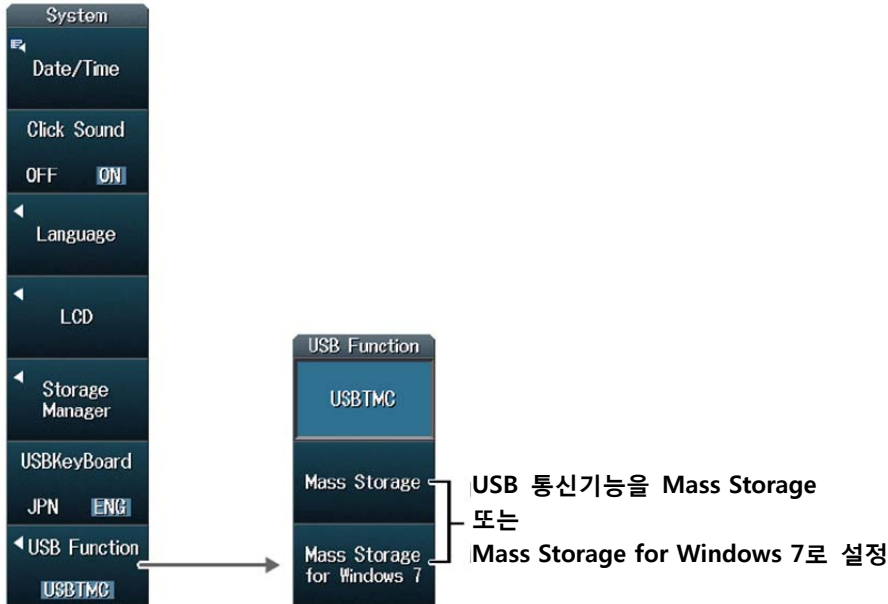 System
Date/Time
Click Sound
OFF ON
Language
LCD
Storage
Manager
USBKeyBoard
JPN ENG
USB Function
USBTMC
USB Function
USBTMC
Mass Storage
Mass Storage
for Windows 7
USB 통신기능을 Mass Storage
또는
Mass Storage for Windows 7로 설정